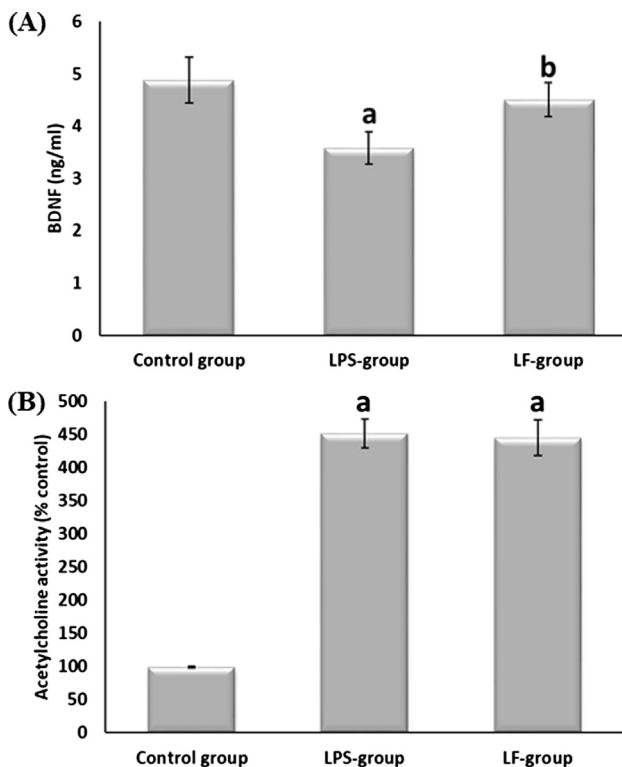 (A)
BDNF (ng/ml)
6
5
4
3
2
1
0
a
b
Control group
LPS-group
LF-group
(B)
Acetylcholine activity (% control)
500
450
400
350
300
250
200
150
100
50
0
a
a
Control group
LPS-group
LF-group